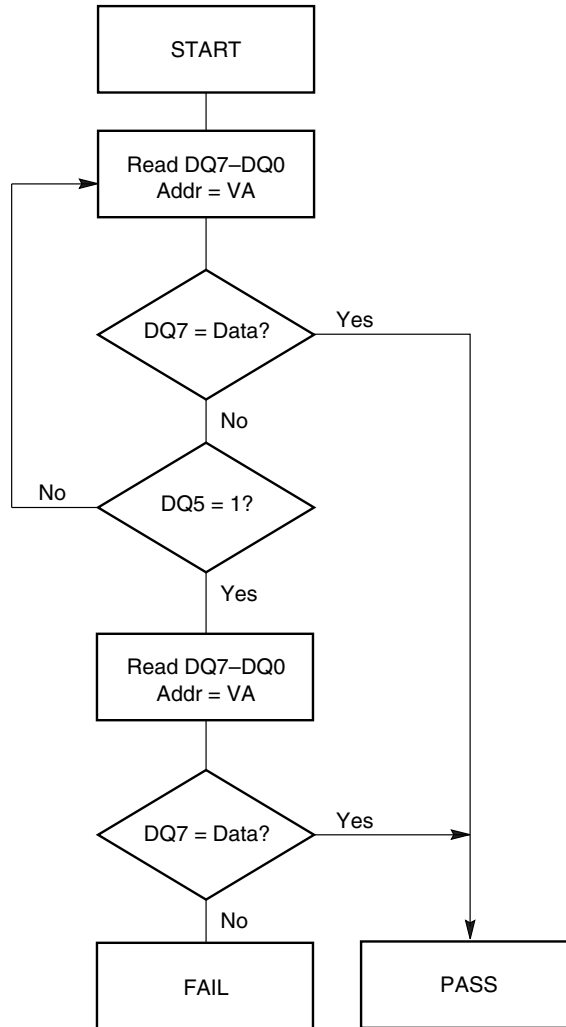 START
Read DQ7–DQ0
Addr = VA
DQ7 = Data?
Yes
No
DQ5 = 1?
No
Yes
Read DQ7–DQ0
Addr = VA
DQ7 = Data?
Yes
No
FAIL
PASS